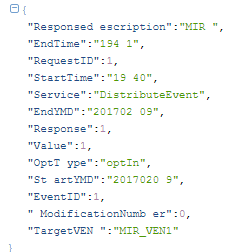 {
"Responsed escription":"MIR ",
"EndTime":"194 1",
"RequestID":1,
"StartTime":"19 40",
"Service":"DistributeEvent",
"EndYMD":"201702 09",
"Response":1,
"Value":1,
"OptT ype":"optIn",
"St artYMD":"2017020 9",
"EventID":1,
" ModificationNumb er":0,
"TargetVEN ":"MIR_VEN1"
}